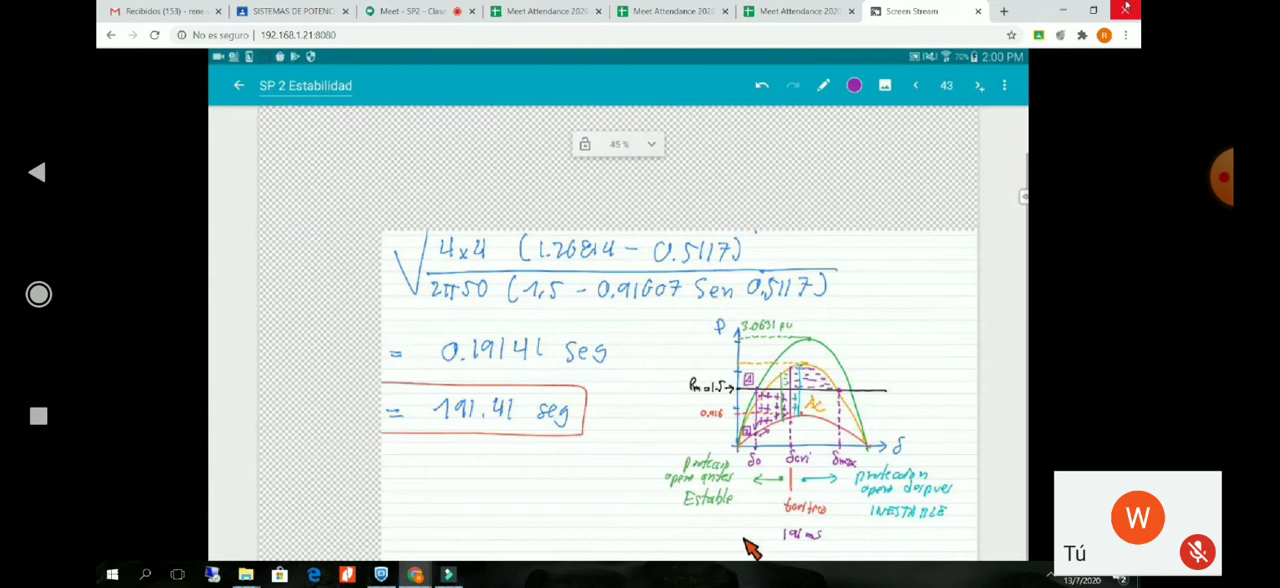 Recibidos (153) - rene
SISTEMAS DE POTENC
Meet - SP2 - Clase
Meet Attendance 2020
Meet Attendance 2020
Meet Attendance 2020
Screen Stream
No es seguro | 192.168.1.21:8080
R
70% 2:00 PM
SP 2 Estabilidad
43
45 %
4x4 (1.26814 - 0.5117)
2π50 (1,5 - 0.91607 Sen 0.5117)
= 0.19141 seg
= 191.41 seg
P
3.0631 pu
Pm=1.5
0.916
δ
δo δcri δmax
opera antes
Estable
protección
opera después
INESTABLE
191ms
W
Tú
13/7/2020
2